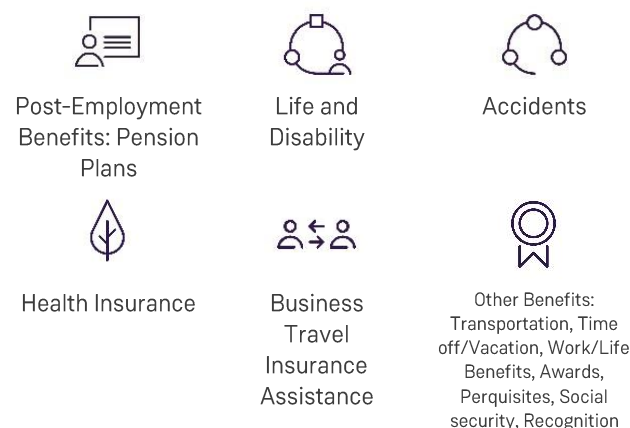 Post-Employment
Benefits: Pension
Plans
Life and
Disability
Accidents
Health Insurance
Business
Travel
Insurance
Assistance
Other Benefits:
Transportation, Time
off/Vacation, Work/Life
Benefits, Awards,
Perquisites, Social
security, Recognition